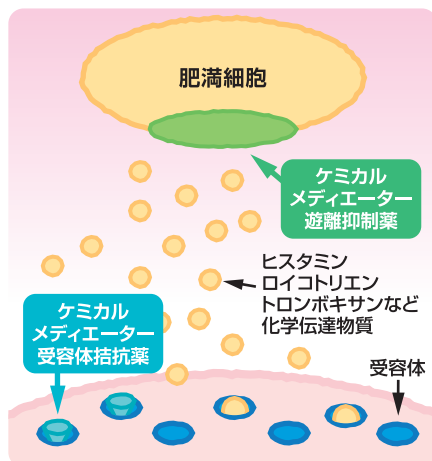 肥満細胞
ケミカル
メディエーター
遊離抑制薬
ヒスタミン
ロイコトリエン
トロンボキサンなど
化学伝達物質
ケミカル
メディエーター
受容体拮抗薬
受容体